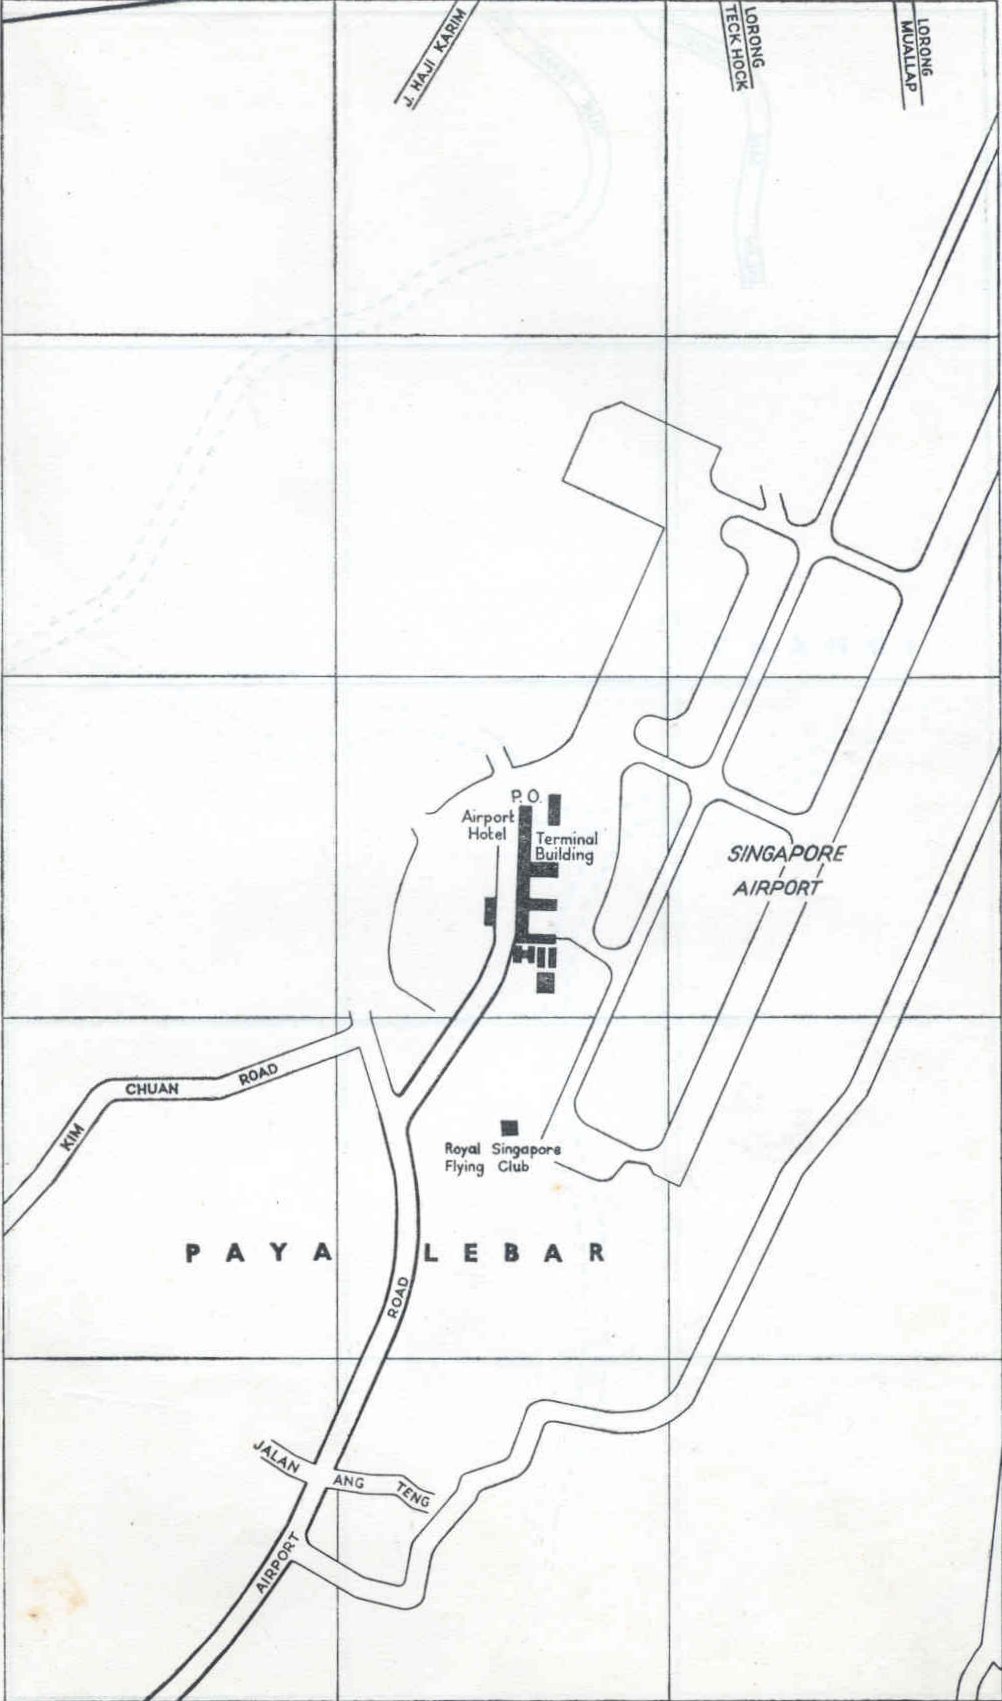 J. HAJI KARIM
LORONG
TECK HOCK
LORONG
MUALLAP
P.O.
Airport
Hotel
Terminal
Building
SINGAPORE
AIRPORT
KIM CHUAN ROAD
Royal Singapore
Flying Club
PAYA LEBAR
AIRPORT ROAD
JALAN ANG TENG